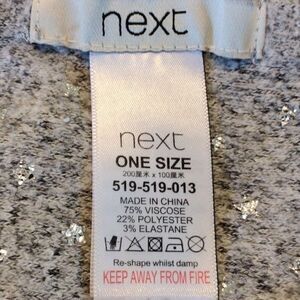 next
next
ONE SIZE
200厘米 x 100厘米
519-519-013
MADE IN CHINA
75% VISCOSE
22% POLYESTER
3% ELASTANE
Re-shape whilst damp
KEEP AWAY FROM FIRE